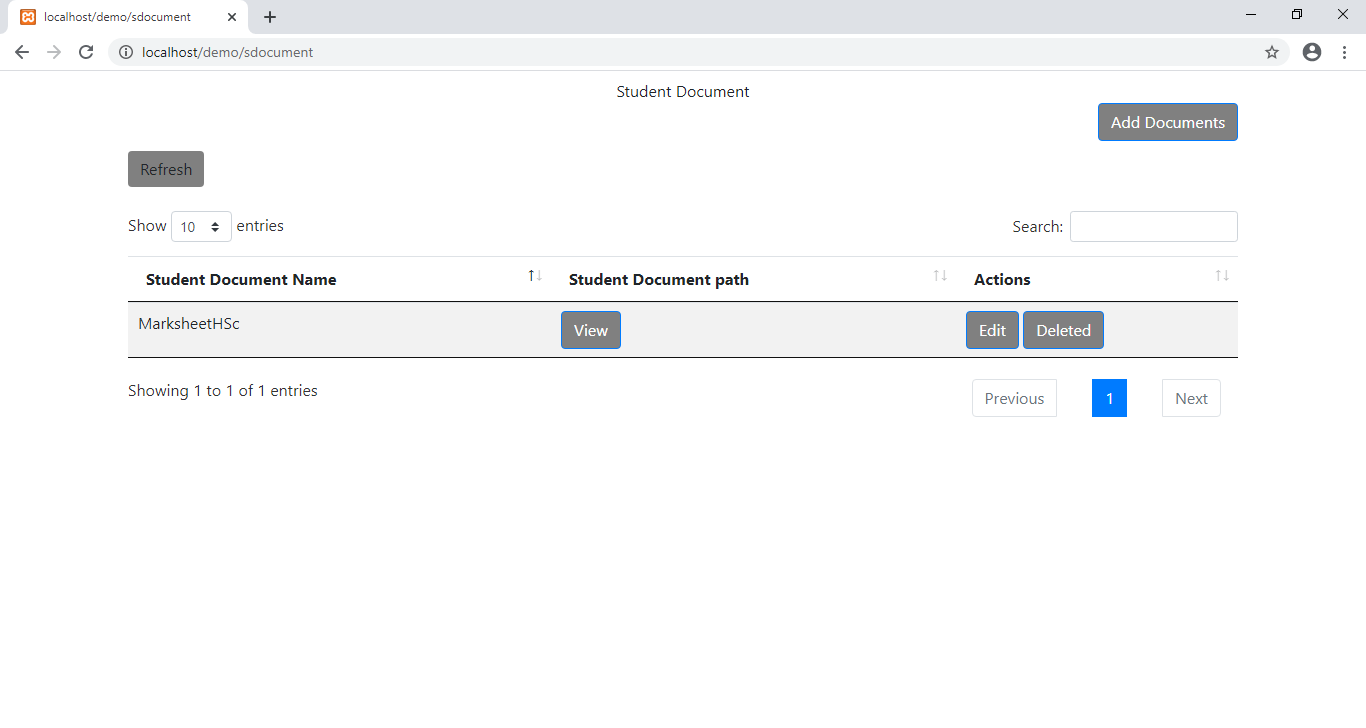 localhost/demo/sdocument
localhost/demo/sdocument
Student Document
Add Documents
Refresh
Show 10 entries Search:
Student Document Name Student Document path Actions
MarksheetHSc View Edit Deleted
Showing 1 to 1 of 1 entries Previous 1 Next